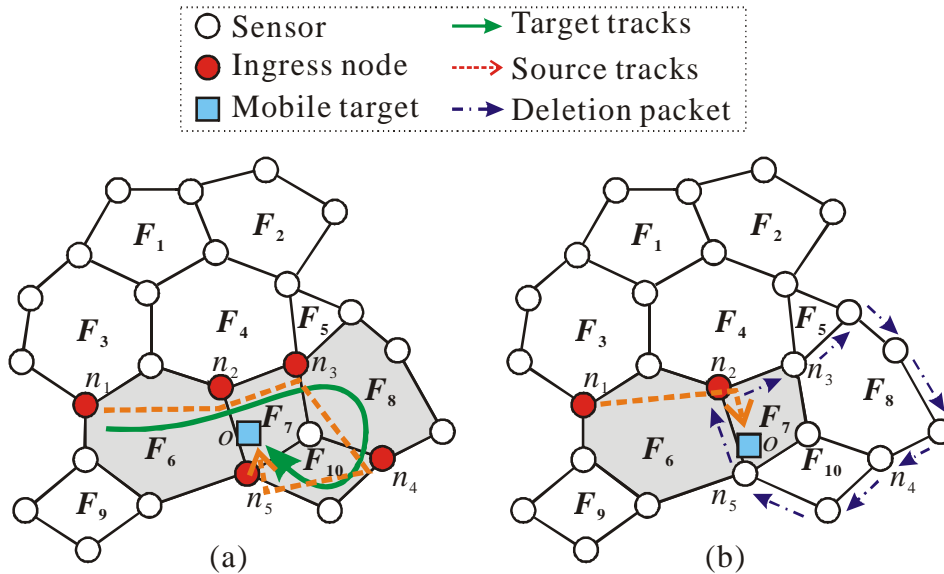 Sensor Target tracks
Ingress node Source tracks
Mobile target Deletion packet
F1 F2
F5
F3 F4
n1 n2 n3
F8
F6 o F7
F10
n5 n4
F9
(a)
F1 F2
F5
F3 F4
n1 n2 n3
F8
F6 F7
o
F10
n5 n4
F9
(b)